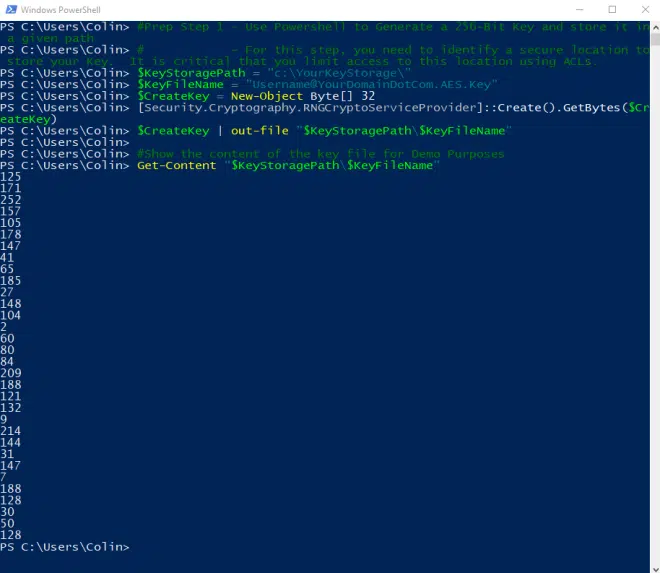 Windows PowerShell
PS C:\Users\Colin> #Prep Step 1 - Use Powershell to Generate a 256-Bit Key and store it in
 a given path
PS C:\Users\Colin> #             - For this step, you need to identify a secure location to
 store your Key.  It is critical that you limit access to this location using ACLs.
PS C:\Users\Colin> $KeyStoragePath = "c:\YourKeyStorage\"
PS C:\Users\Colin> $KeyFileName = "Username@YourDomainDotCom.AES.Key"
PS C:\Users\Colin> $CreateKey = New-Object Byte[] 32
PS C:\Users\Colin> [Security.Cryptography.RNGCryptoServiceProvider]::Create().GetBytes($Cr
eateKey)
PS C:\Users\Colin> $CreateKey | out-file "$KeyStoragePath\$KeyFileName"
PS C:\Users\Colin>
PS C:\Users\Colin> #Show the content of the key file for Demo Purposes
PS C:\Users\Colin> Get-Content "$KeyStoragePath\$KeyFileName"
125
171
252
157
105
178
147
41
65
185
27
148
104
2
60
80
84
209
188
121
132
9
214
144
31
147
7
188
128
30
50
128
PS C:\Users\Colin>